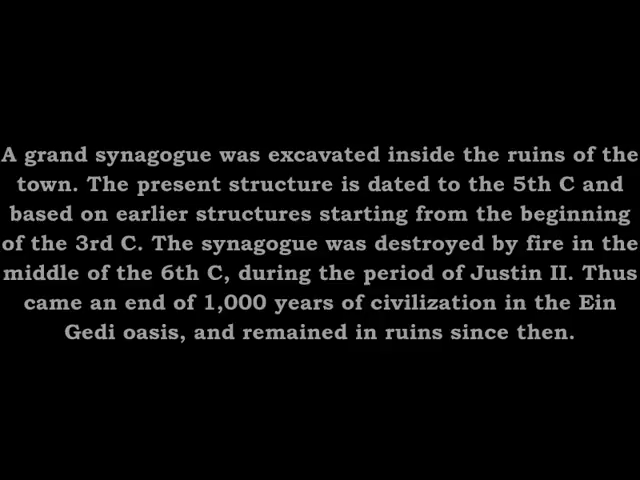 A grand synagogue was excavated inside the ruins of the
town. The present structure is dated to the 5th C and
based on earlier structures starting from the beginning
of the 3rd C. The synagogue was destroyed by fire in the
middle of the 6th C, during the period of Justin II. Thus
came an end of 1,000 years of civilization in the Ein
Gedi oasis, and remained in ruins since then.